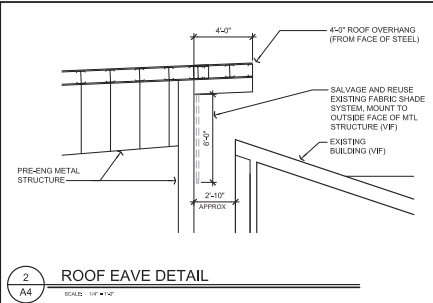 4'-0"
4'-0" ROOF OVERHANG
(FROM FACE OF STEEL)
SALVAGE AND REUSE
EXISTING FABRIC SHADE
SYSTEM, MOUNT TO
OUTSIDE FACE OF MTL
STRUCTURE (VIF)
6'-0"
EXISTING
BUILDING (VIF)
PRE-ENG METAL
STRUCTURE
2'-10"
APPROX
2
A4
ROOF EAVE DETAIL
SCALE: 1/4" = 1'-0"